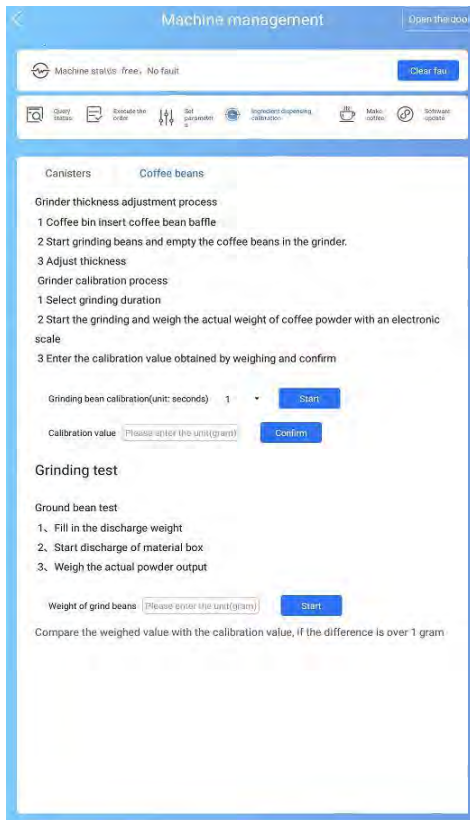 Machine management
Open the doo
Machine status free，No fault
Clear fau
Query
status
Execute the
order
Set
parameter
s
Ingredient dispensing
calibration
Make
coffee
Software
update
Canisters
Coffee beans
Grinder thickness adjustment process
1 Coffee bin insert coffee bean baffle
2 Start grinding beans and empty the coffee beans in the grinder.
3 Adjust thickness
Grinder calibration process
1 Select grinding duration
2 Start the grinding and weigh the actual weight of coffee powder with an electronic
scale
3 Enter the calibration value obtained by weighing and confirm
Grinding bean calibration(unit: seconds) 1 Start
Calibration value Please enter the unit(gram) Confirm
Grinding test
Ground bean test
1、Fill in the discharge weight
2、Start discharge of material box
3、Weigh the actual powder output
Weight of grind beans Please enter the unit(gram) Start
Compare the weighed value with the calibration value, if the difference is over 1 gram